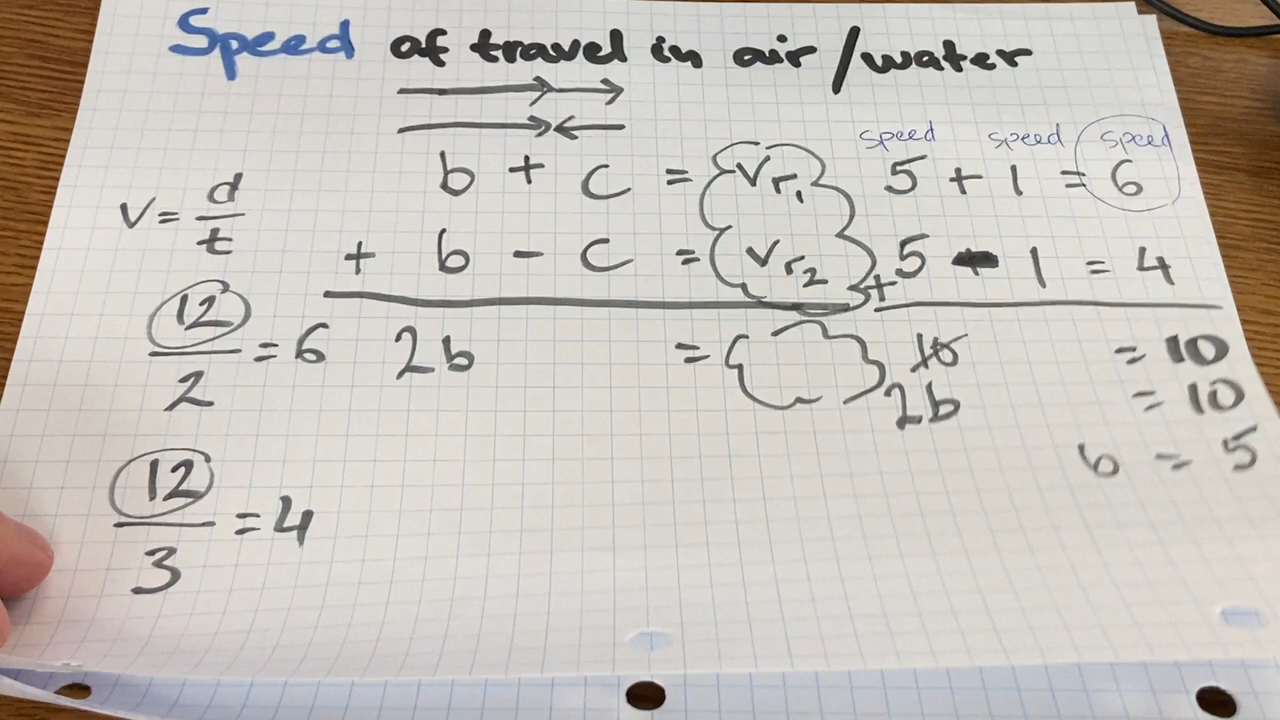 Speed of travel in air/water
speed speed speed
b + c = Vr₁ 5 + 1 = 6
v = d/t
+ b - c = Vr₂ + 5 - 1 = 4
12/2 = 6
2b = 10 = 10
2b = 10
b = 5
12/3 = 4